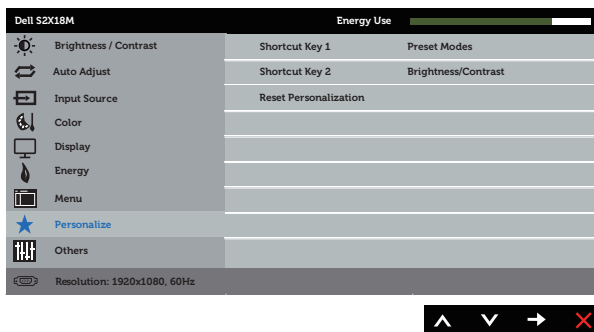 Dell S2X18M Energy Use
Brightness / Contrast Shortcut Key 1 Preset Modes
Auto Adjust Shortcut Key 2 Brightness/Contrast
Input Source Reset Personalization
Color
Display
Energy
Menu
Personalize
Others
Resolution: 1920x1080, 60Hz